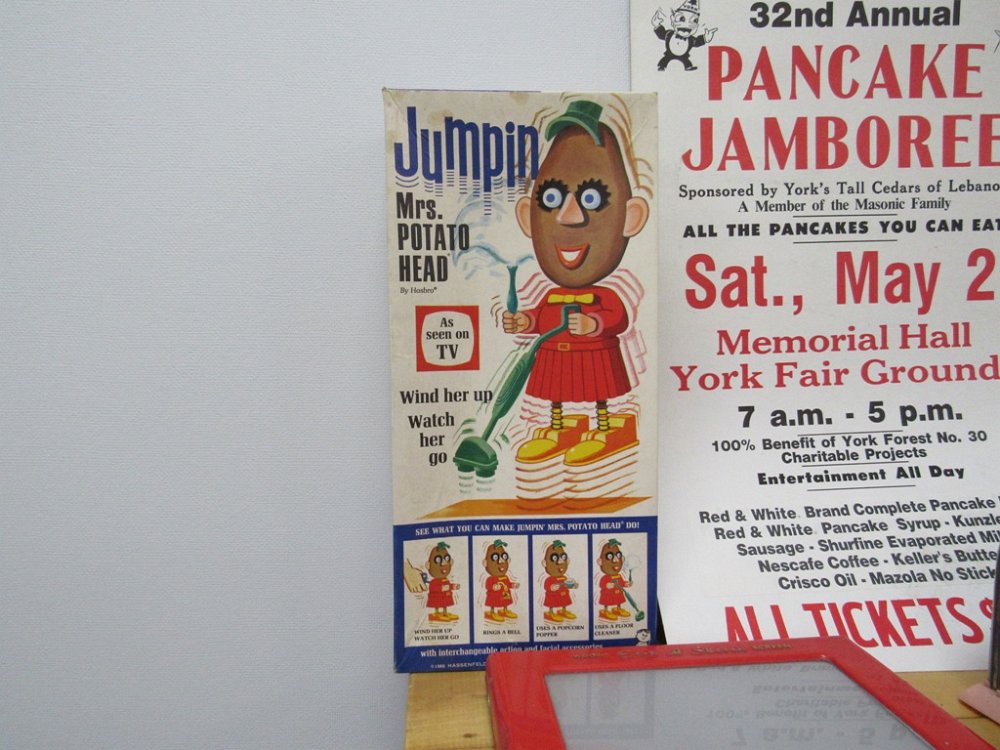 Jumpin
Mrs.
POTATO
HEAD
By Hasbro®
As
seen on
TV
Wind her up
Watch
her
go
SEE WHAT YOU CAN MAKE JUMPIN' MRS. POTATO HEAD DO!
WIND HER UP
WATCH HER GO
RINGS A BELL
USES A POPCORN
POPPER
USES A FLOOR
CLEANER
with interchangeable action and facial accessories
HASSENFELD
YORK
32nd Annual
PANCAKE
JAMBOREE
Sponsored by York's Tall Cedars of Lebano
A Member of the Masonic Family
ALL THE PANCAKES YOU CAN EAT
Sat., May 2
Memorial Hall
York Fair Ground
7 a.m. - 5 p.m.
100% Benefit of York Forest No. 30
Charitable Projects
Entertainment All Day
Red & White Brand Complete Pancake
Red & White Pancake Syrup - Kunzle
Sausage - Shurfine Evaporated Mil
Nescafe Coffee - Keller's Butte
Crisco Oil - Mazola No Stick
ALL TICKETS $